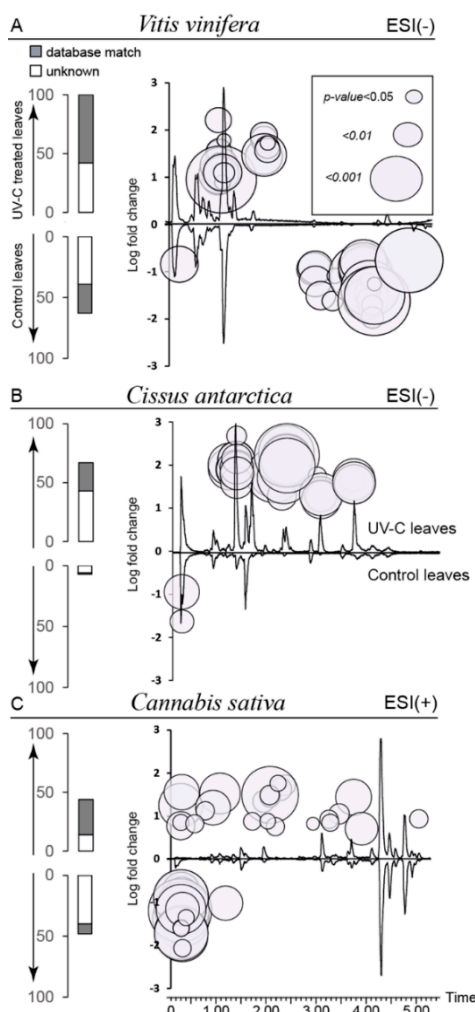 A Vitis vinifera ESI(-)
database match
unknown
p-value<0.05
<0.01
<0.001
UV-C treated leaves
Control leaves
100
50
0
0
50
100
Log fold change
3
2
1
0
-1
-2
-3
B Cissus antarctica ESI(-)
100
50
0
0
50
100
Log fold change
3
2
1
0
-1
-2
-3
UV-C leaves
Control leaves
C Cannabis sativa ESI(+)
100
50
0
0
50
100
Log fold change
3
2
1
0
-1
-2
-3
0 1.00 2.00 3.00 4.00 5.00 Time